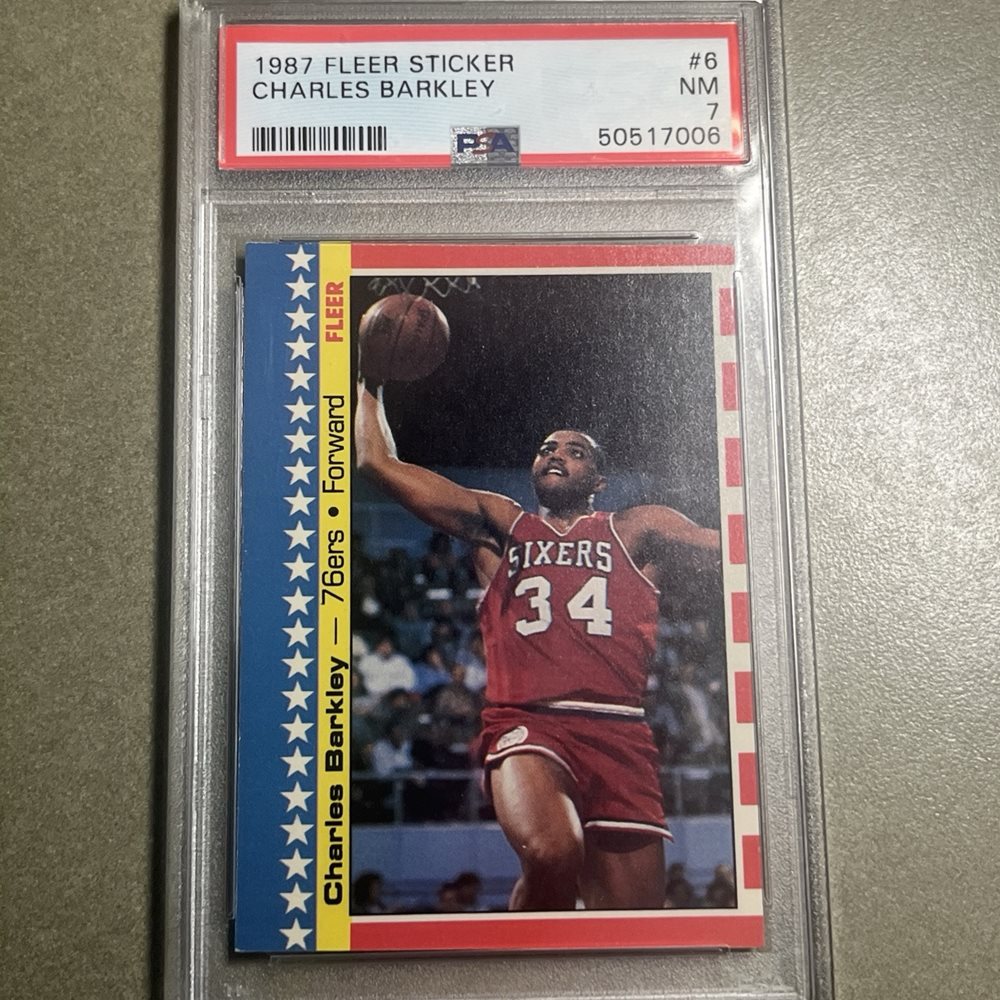 1987 FLEER STICKER #6
CHARLES BARKLEY NM
7
50517006
PSA
Charles Barkley — 76ers • Forward FLEER
SIXERS
34